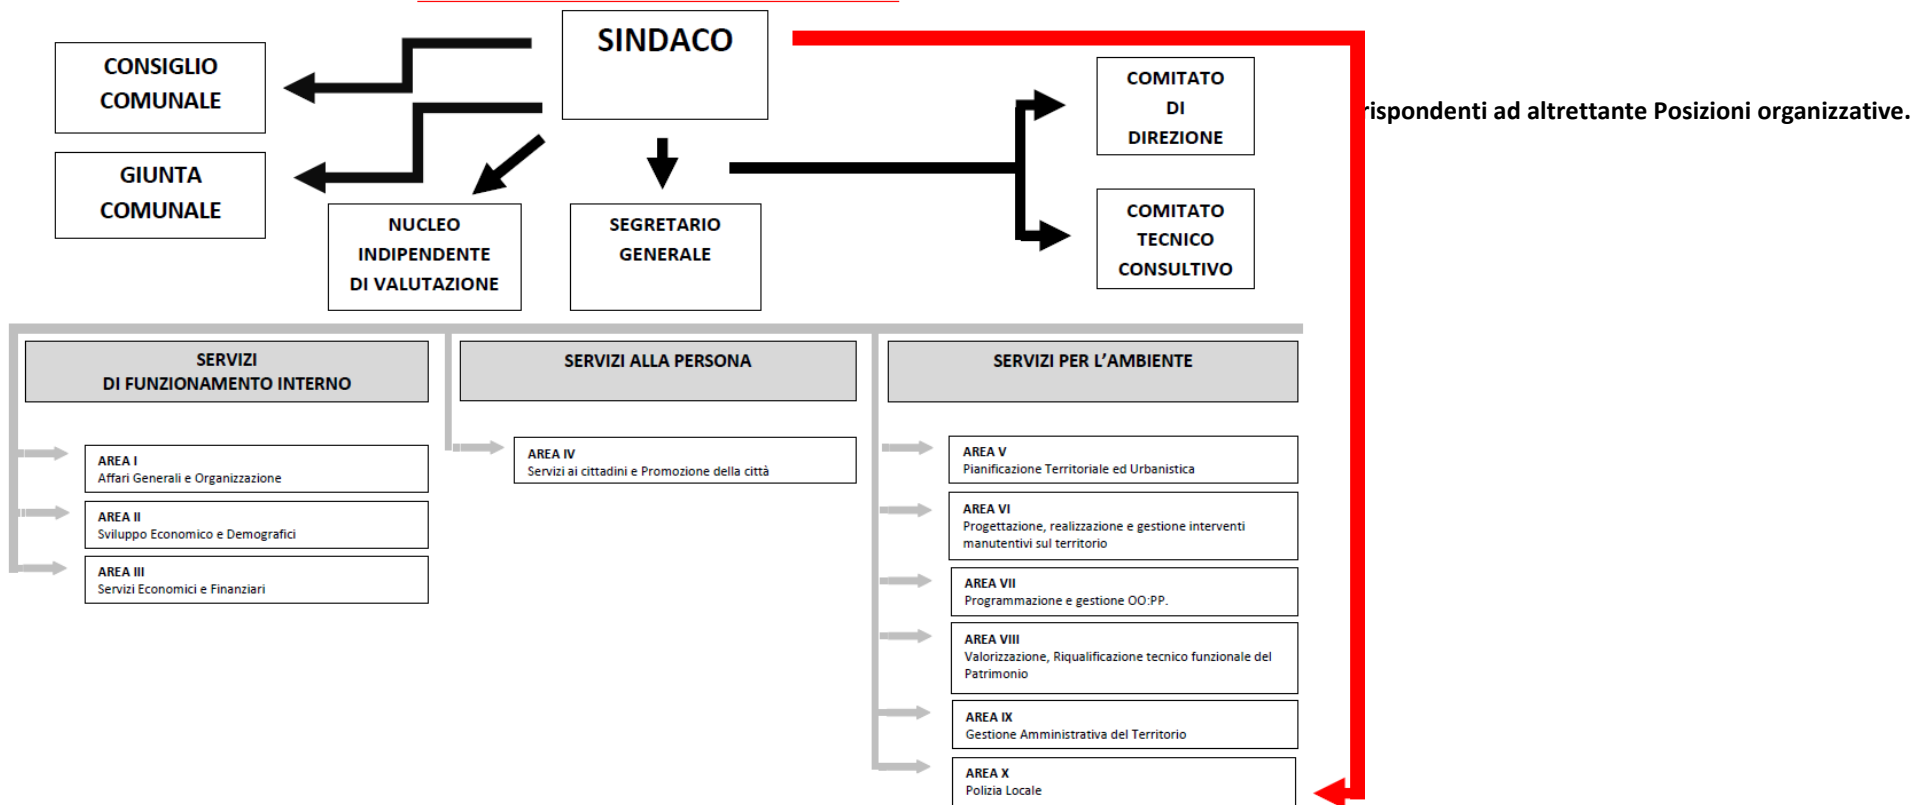 SINDACO
CONSIGLIO
COMUNALE
GIUNTA
COMUNALE
NUCLEO
INDIPENDENTE
DI VALUTAZIONE
SEGRETARIO
GENERALE
COMITATO
DI
DIREZIONE
COMITATO
TECNICO
CONSULTIVO
rispondenti ad altrettante Posizioni organizzative.
SERVIZI
DI FUNZIONAMENTO INTERNO
AREA I
Affari Generali e Organizzazione
AREA II
Sviluppo Economico e Demografici
AREA III
Servizi Economici e Finanziari
SERVIZI ALLA PERSONA
AREA IV
Servizi ai cittadini e Promozione della città
SERVIZI PER L'AMBIENTE
AREA V
Pianificazione Territoriale ed Urbanistica
AREA VI
Progettazione, realizzazione e gestione interventi
manutentivi sul territorio
AREA VII
Programmazione e gestione OO:PP.
AREA VIII
Valorizzazione, Riqualificazione tecnico funzionale del
Patrimonio
AREA IX
Gestione Amministrativa del Territorio
AREA X
Polizia Locale